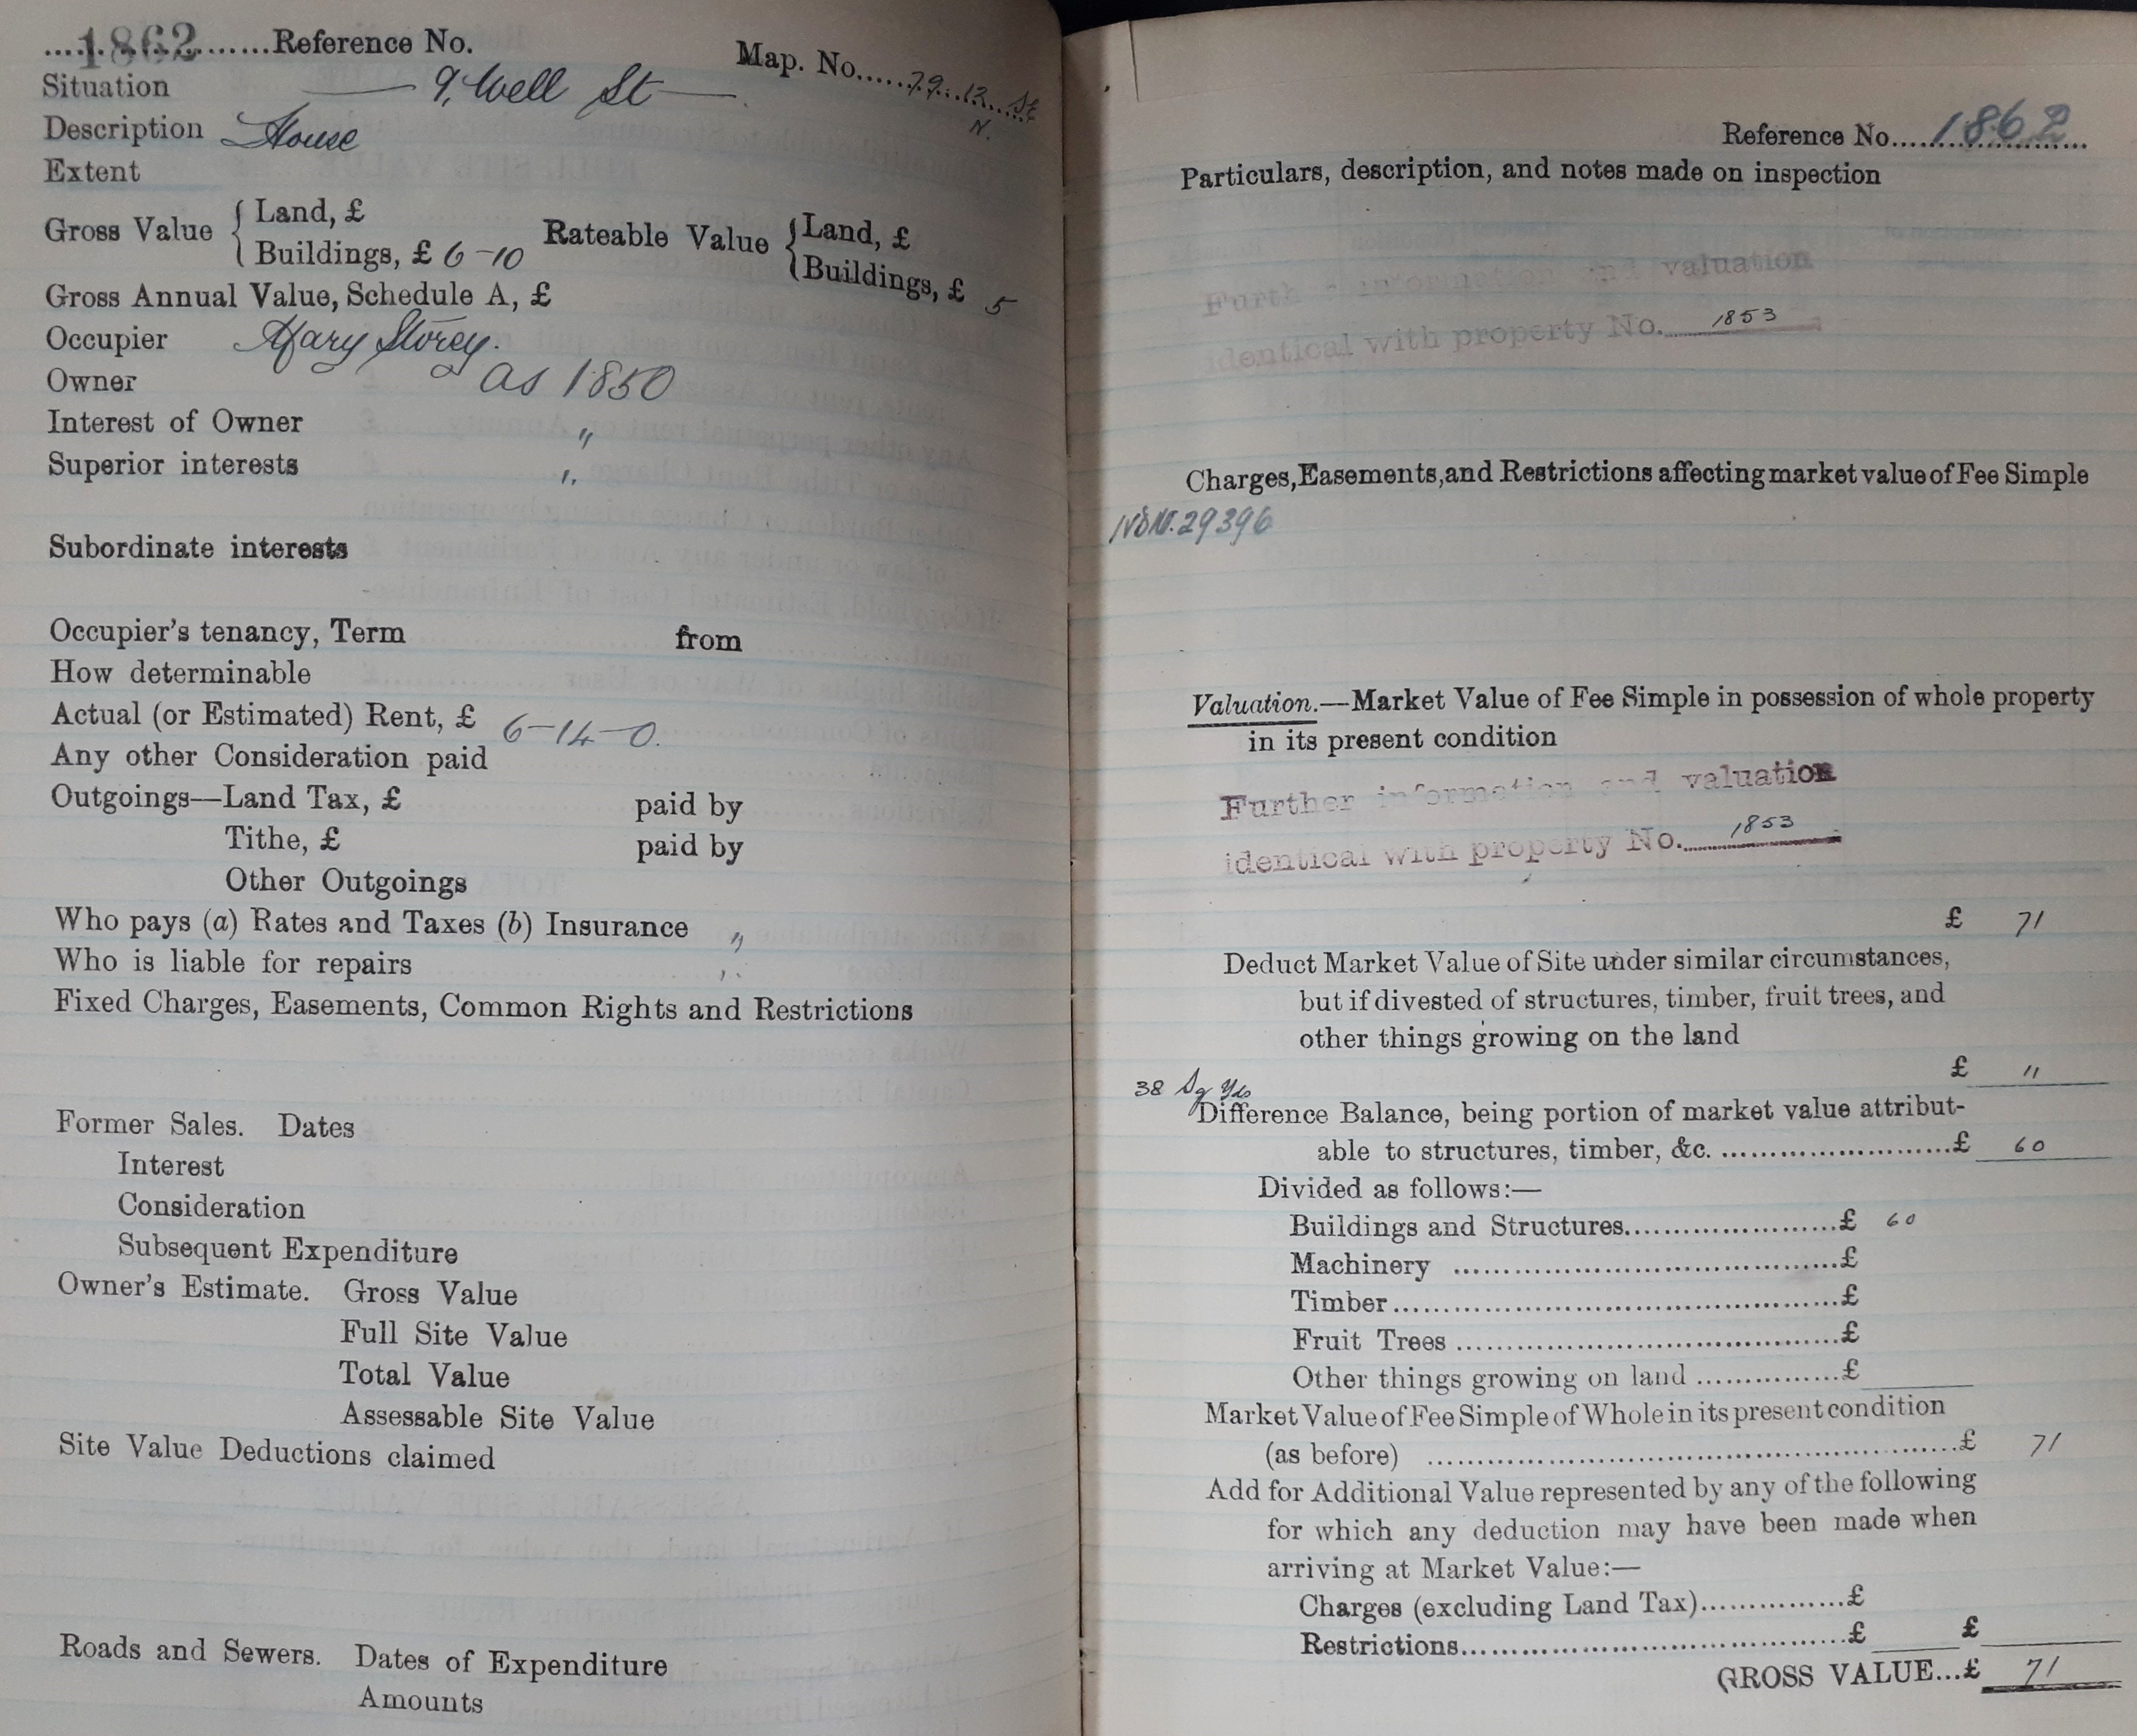 ....1862.......Reference No.
Map. No.....79.12.SE
N.
Situation — 9, Well St —
Description House
Extent
Gross Value { Land, £
Buildings, £ 6-10
Rateable Value { Land, £
Buildings, £ 5
Gross Annual Value, Schedule A, £
Occupier Mary Storey.
Owner as 1850
Interest of Owner "
Superior interests "
Subordinate interests
Occupier's tenancy, Term from
How determinable
Actual (or Estimated) Rent, £ 6-14-0.
Any other Consideration paid
Outgoings—Land Tax, £ paid by
Tithe, £ paid by
Other Outgoings
Who pays (a) Rates and Taxes (b) Insurance "
Who is liable for repairs "
Fixed Charges, Easements, Common Rights and Restrictions
Former Sales. Dates
Interest
Consideration
Subsequent Expenditure
Owner's Estimate. Gross Value
Full Site Value
Total Value
Assessable Site Value
Site Value Deductions claimed
Roads and Sewers. Dates of Expenditure
Amounts
Reference No....1862....
Particulars, description, and notes made on inspection
Further information and valuation
identical with property No. 1853
Charges, Easements, and Restrictions affecting market value of Fee Simple
29396
Valuation.—Market Value of Fee Simple in possession of whole property
in its present condition
Further information and valuation
identical with property No. 1853
£ 71
Deduct Market Value of Site under similar circumstances,
but if divested of structures, timber, fruit trees, and
other things growing on the land
£ 11
38 Sq Yds
Difference Balance, being portion of market value attribut-
able to structures, timber, &c. ............................£ 60
Divided as follows:—
Buildings and Structures.......................£ 60
Machinery ..........................................£
Timber.................................................£
Fruit Trees ..........................................£
Other things growing on land ................£
Market Value of Fee Simple of Whole in its present condition
(as before) ............................................................£ 71
Add for Additional Value represented by any of the following
for which any deduction may have been made when
arriving at Market Value:—
Charges (excluding Land Tax)...............£
Restrictions..........................................£ £
GROSS VALUE...£ 71